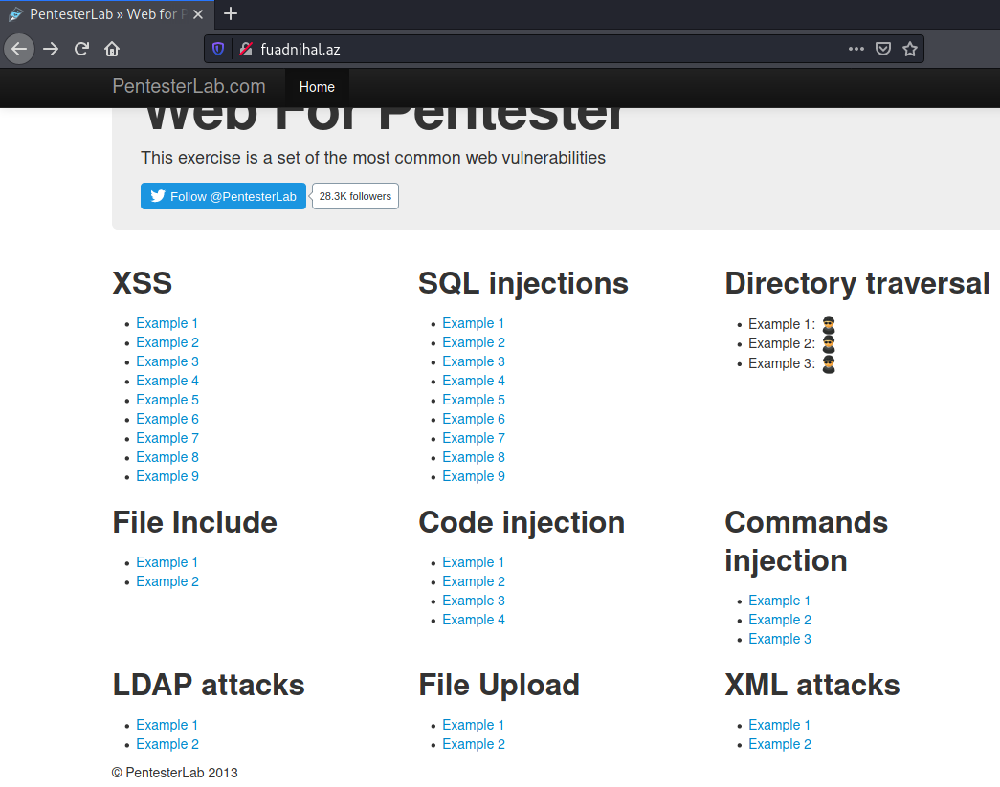 PentesterLab » Web for P
fuadnihal.az
PentesterLab.com Home
Web For Pentester
This exercise is a set of the most common web vulnerabilities
Follow @PentesterLab 28.3K followers
XSS
Example 1
Example 2
Example 3
Example 4
Example 5
Example 6
Example 7
Example 8
Example 9
SQL injections
Example 1
Example 2
Example 3
Example 4
Example 5
Example 6
Example 7
Example 8
Example 9
Directory traversal
Example 1:
Example 2:
Example 3:
File Include
Example 1
Example 2
Code injection
Example 1
Example 2
Example 3
Example 4
Commands
injection
Example 1
Example 2
Example 3
LDAP attacks
Example 1
Example 2
File Upload
Example 1
Example 2
XML attacks
Example 1
Example 2
© PentesterLab 2013